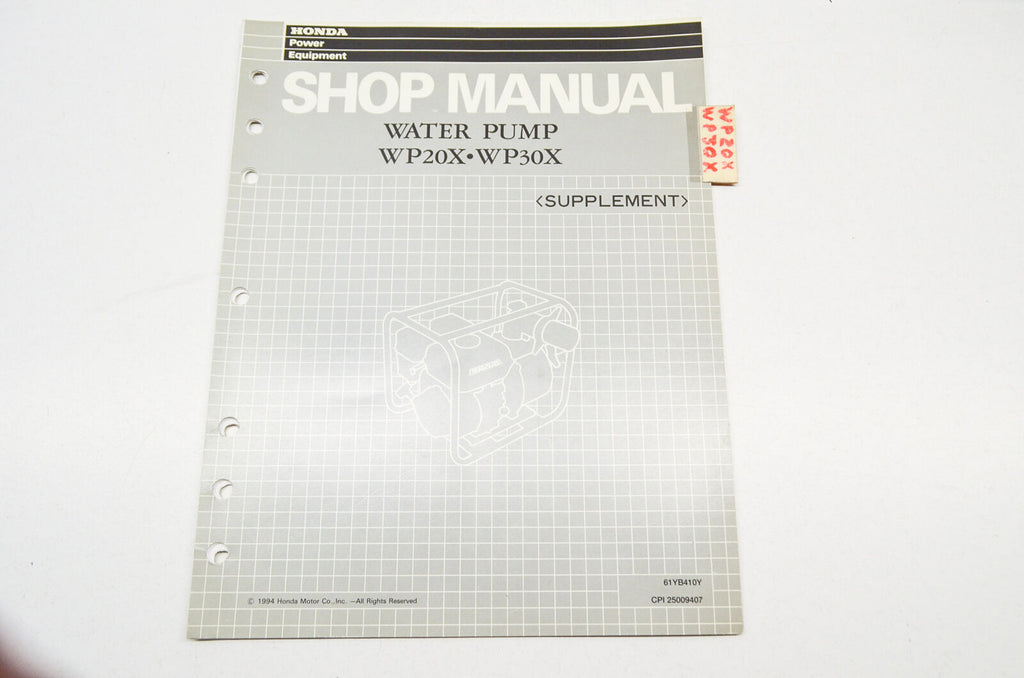 HONDA
Power
Equipment
SHOP MANUAL
WATER PUMP
WP20X•WP30X
WP20X
WP30X
<SUPPLEMENT>
HONDA
61YB410Y
© 1994 Honda Motor Co., Inc. —All Rights Reserved
CPI 25009407